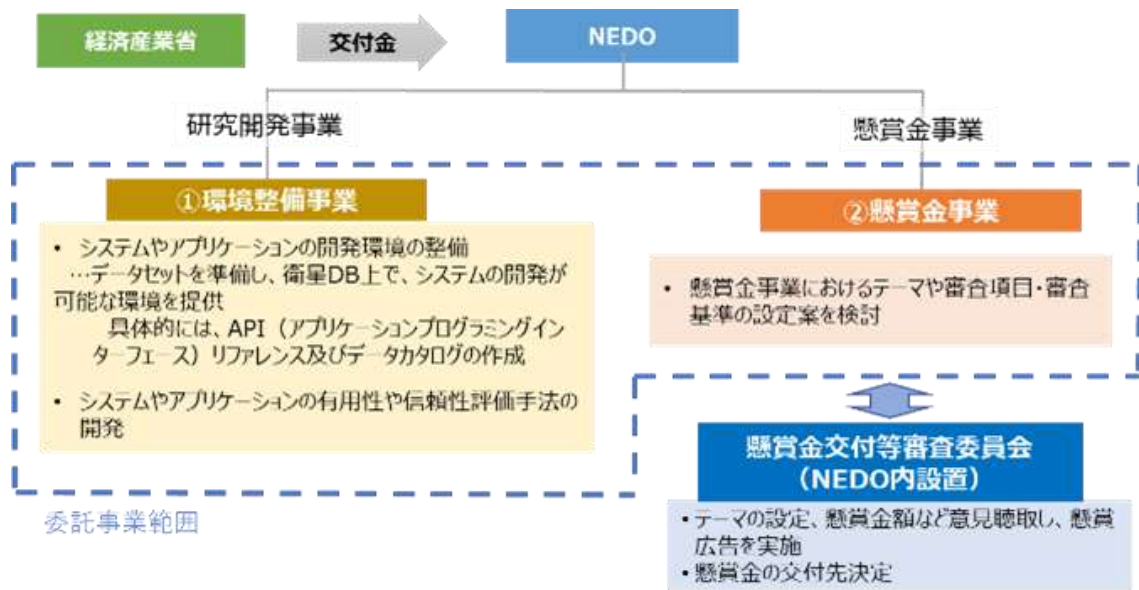 経済産業省
交付金
NEDO
研究開発事業
懸賞金事業
①環境整備事業
• システムやアプリケーションの開発環境の整備
…データセットを準備し、衛星DB上で、システムの開発が
可能な環境を提供
具体的には、API（アプリケーションプログラミングイン
ターフェース）リファレンス及びデータカタログの作成
• システムやアプリケーションの有用性や信頼性評価手法の
開発
②懸賞金事業
• 懸賞金事業におけるテーマや審査項目・審査
基準の設定案を検討
懸賞金交付等審査委員会
（NEDO内設置）
•テーマの設定、懸賞金額など意見聴取し、懸賞
広告を実施
•懸賞金の交付先決定
委託事業範囲